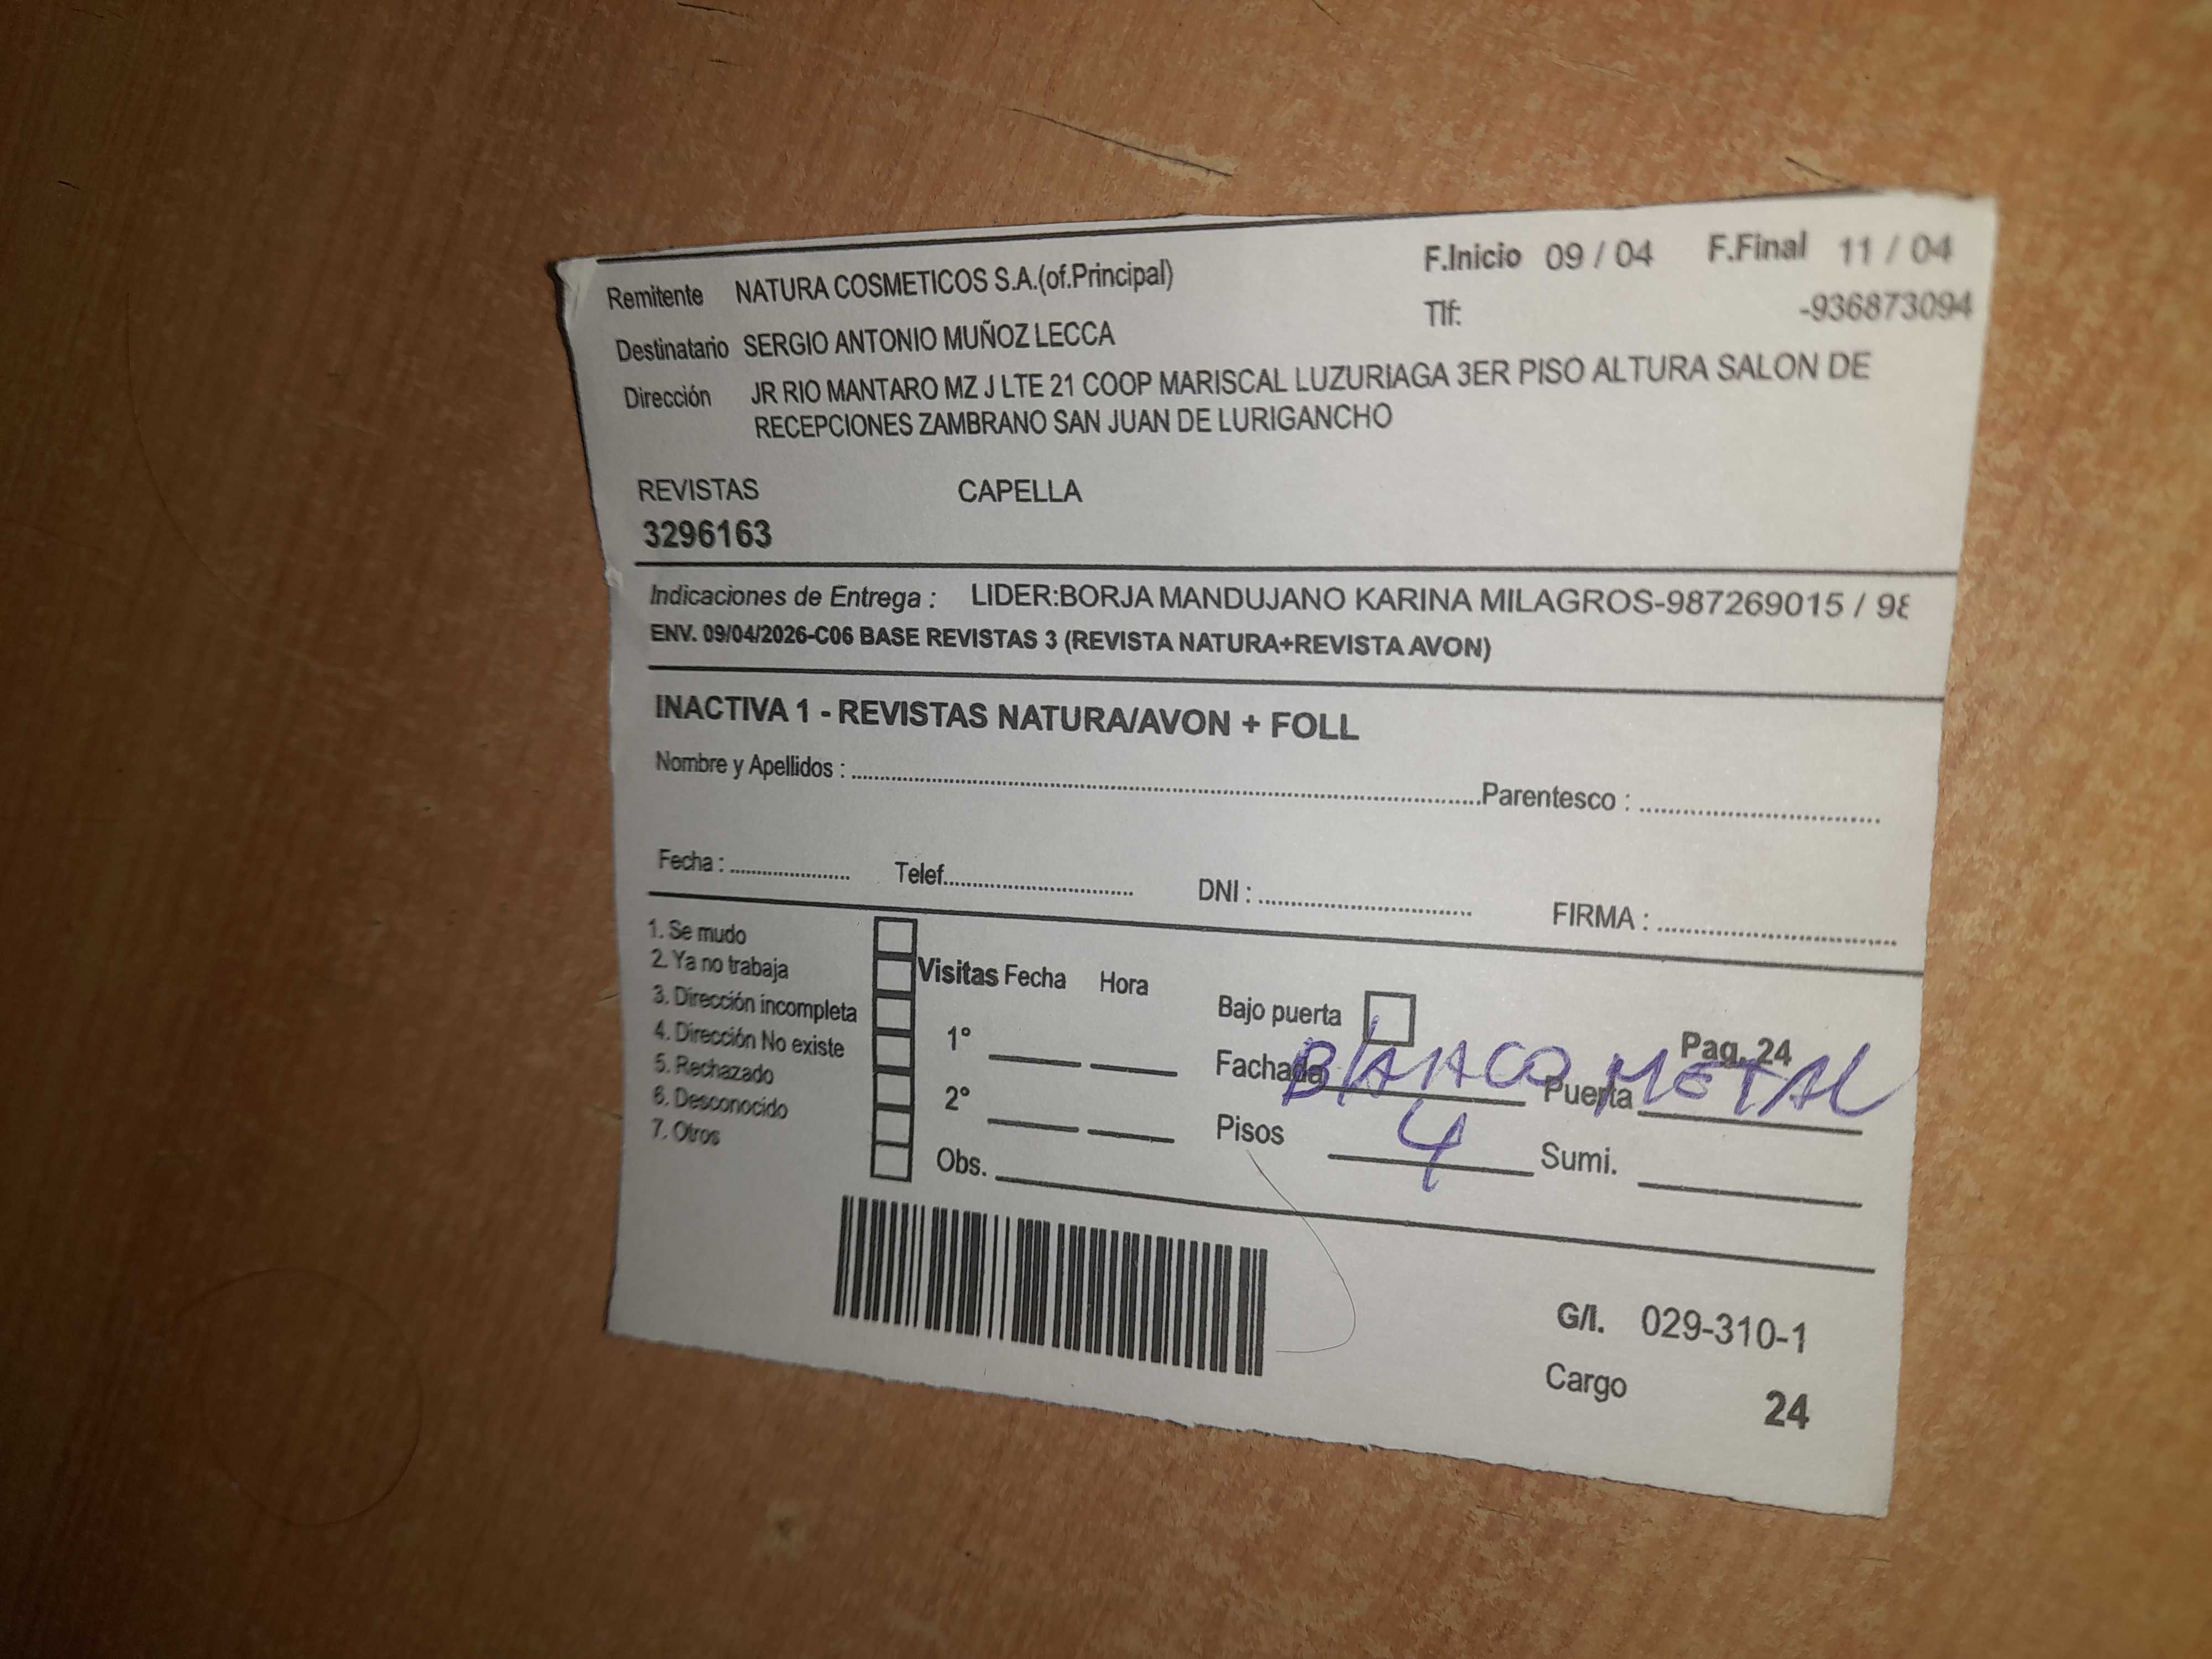 Remitente NATURA COSMETICOS S.A.(of.Principal) F.Inicio 09 / 04 F.Final 11 / 04
Tlf: -936873094
Destinatario SERGIO ANTONIO MUÑOZ LECCA
Dirección JR RIO MANTARO MZ J LTE 21 COOP MARISCAL LUZURIAGA 3ER PISO ALTURA SALON DE
RECEPCIONES ZAMBRANO SAN JUAN DE LURIGANCHO
REVISTAS CAPELLA
3296163
Indicaciones de Entrega : LIDER:BORJA MANDUJANO KARINA MILAGROS-987269015 / 98
ENV. 09/04/2026-C06 BASE REVISTAS 3 (REVISTA NATURA+REVISTA AVON)
INACTIVA 1 - REVISTAS NATURA/AVON + FOLL
Nombre y Apellidos : Parentesco :
Fecha : Telef. DNI : FIRMA :
1. Se mudo
2. Ya no trabaja
3. Dirección incompleta
4. Dirección No existe
5. Rechazado
6. Desconocido
7. Otros
Visitas Fecha Hora
1°
2°
Obs.
Bajo puerta Pag. 24
Fachada BLANCO Puerta METAL
Pisos 4 Sumi.
G/I. 029-310-1
Cargo 24